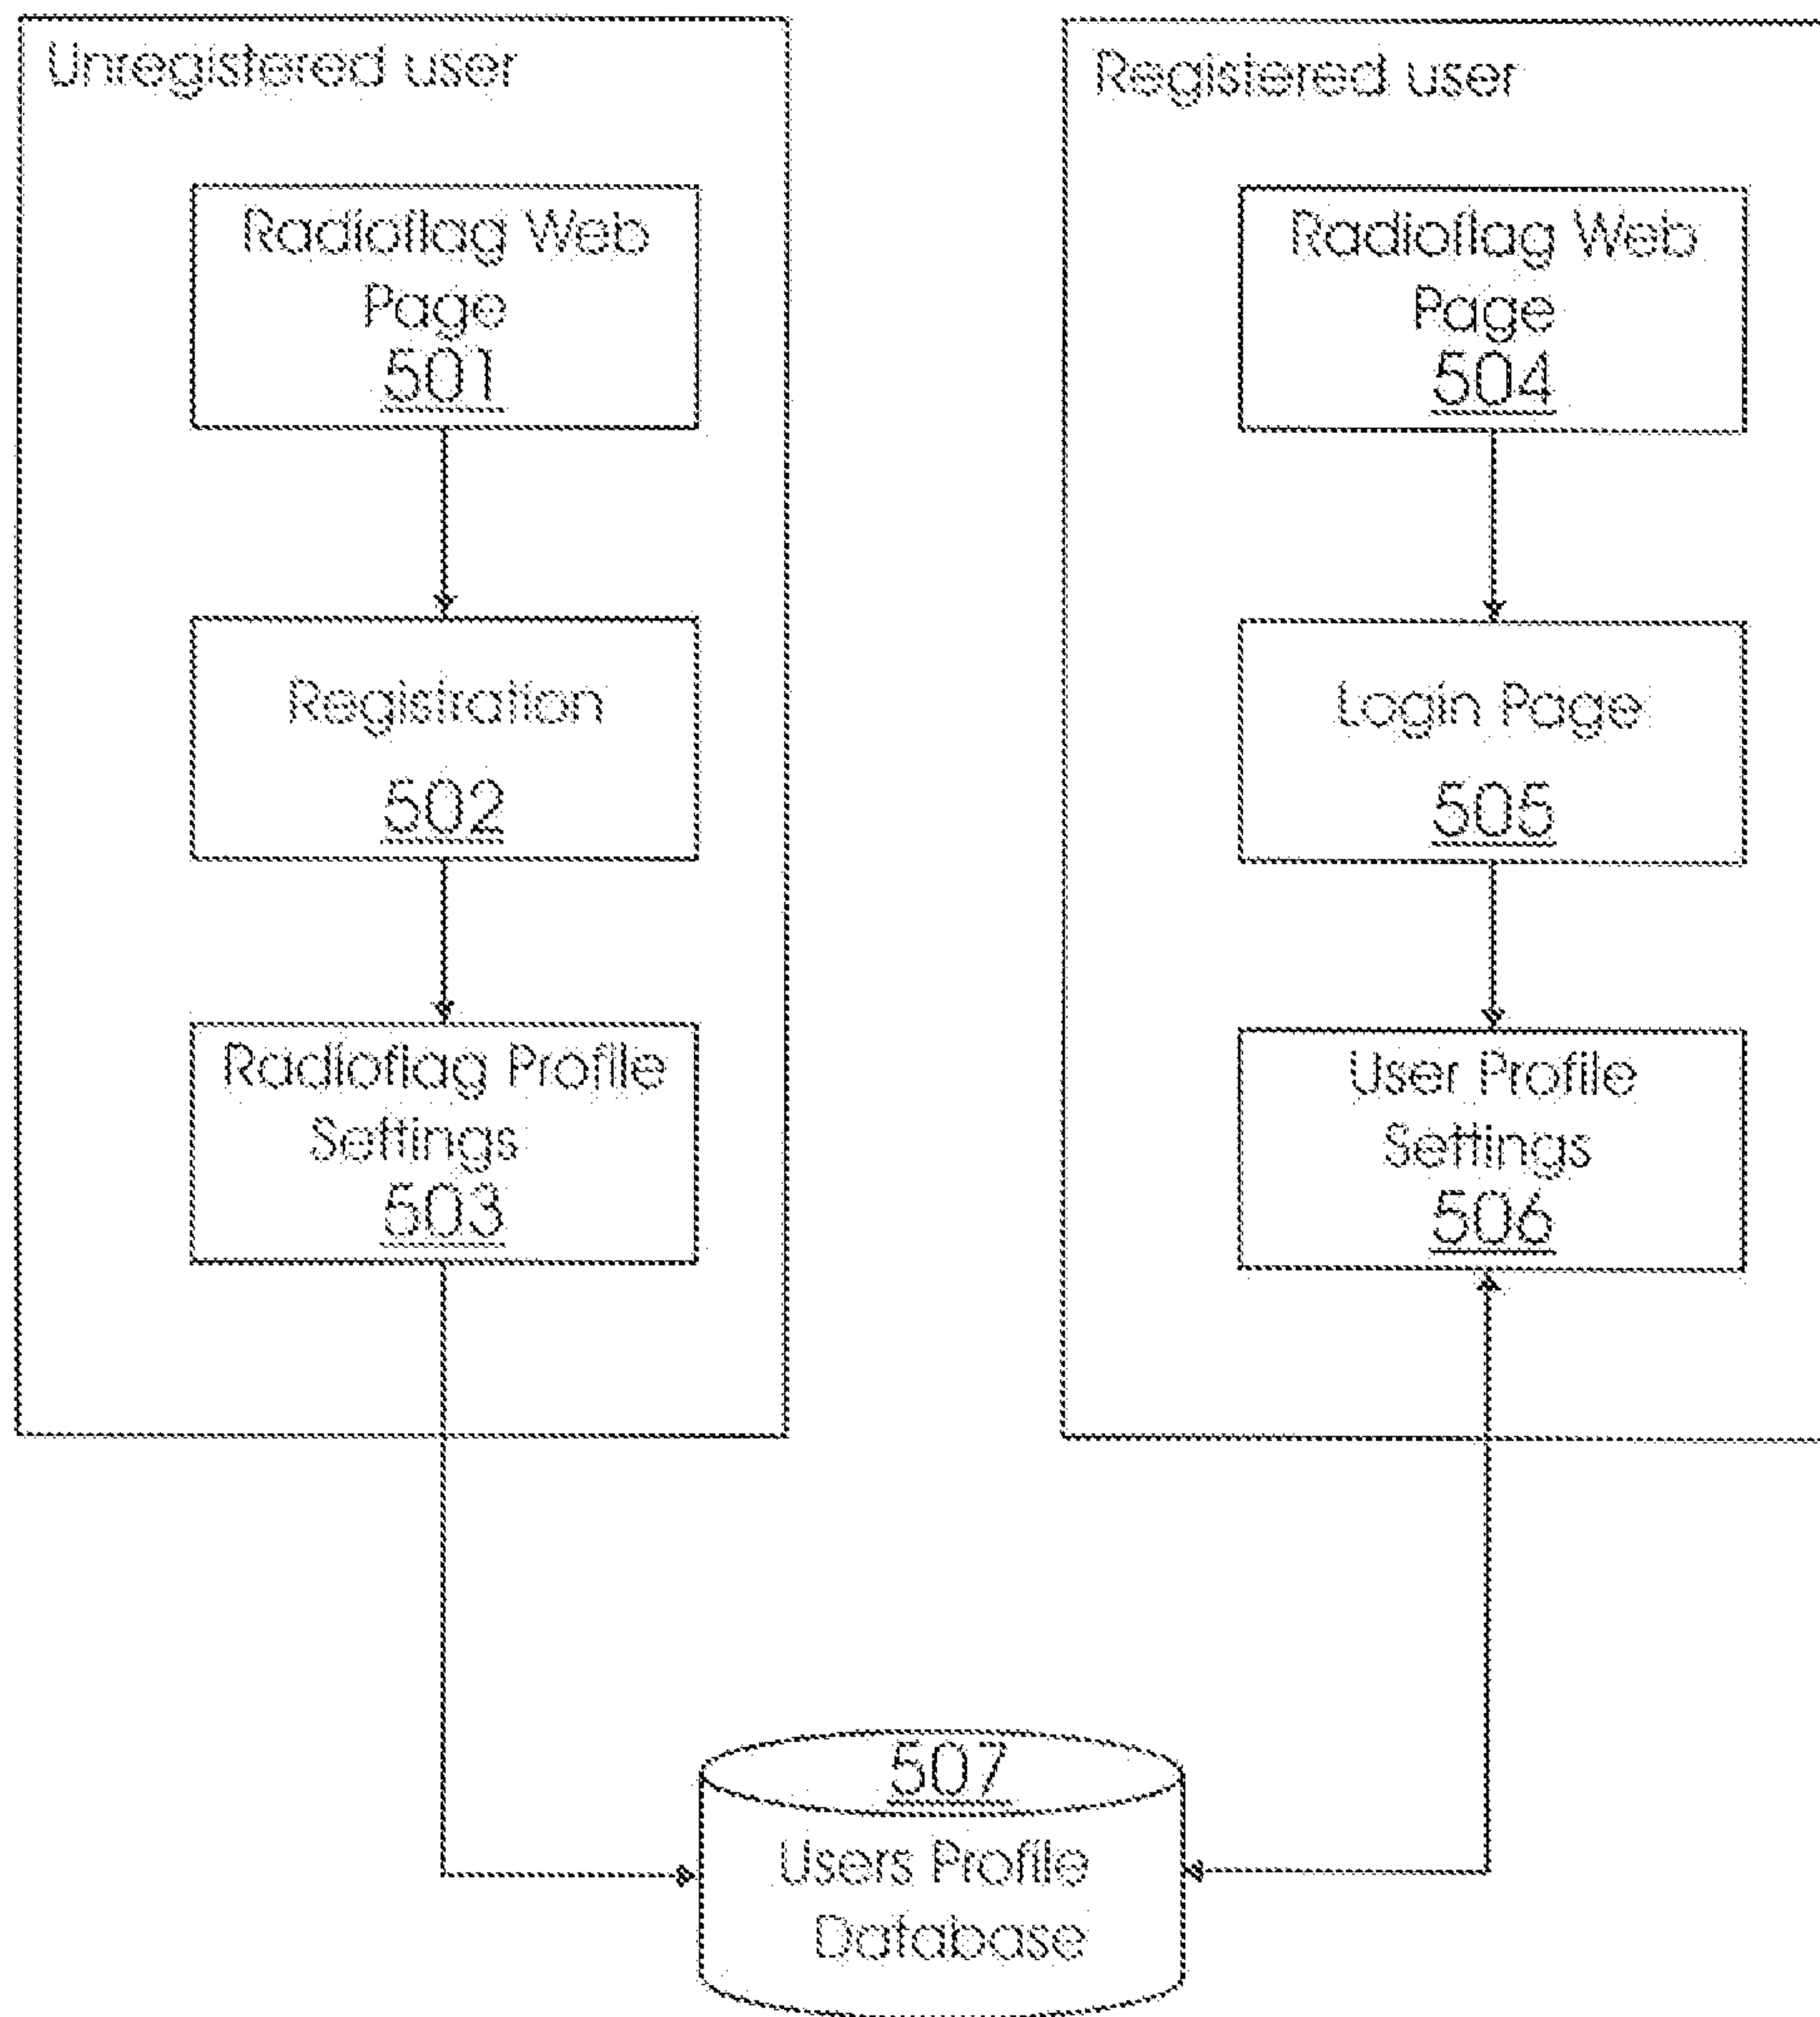 Unregistered user
Radioflag Web
Page
501
Registration
502
Radioflag Profile
Settings
503
Registered user
Radioflag Web
Page
504
Login Page
505
User Profile
Settings
506
507
Users Profile
Database